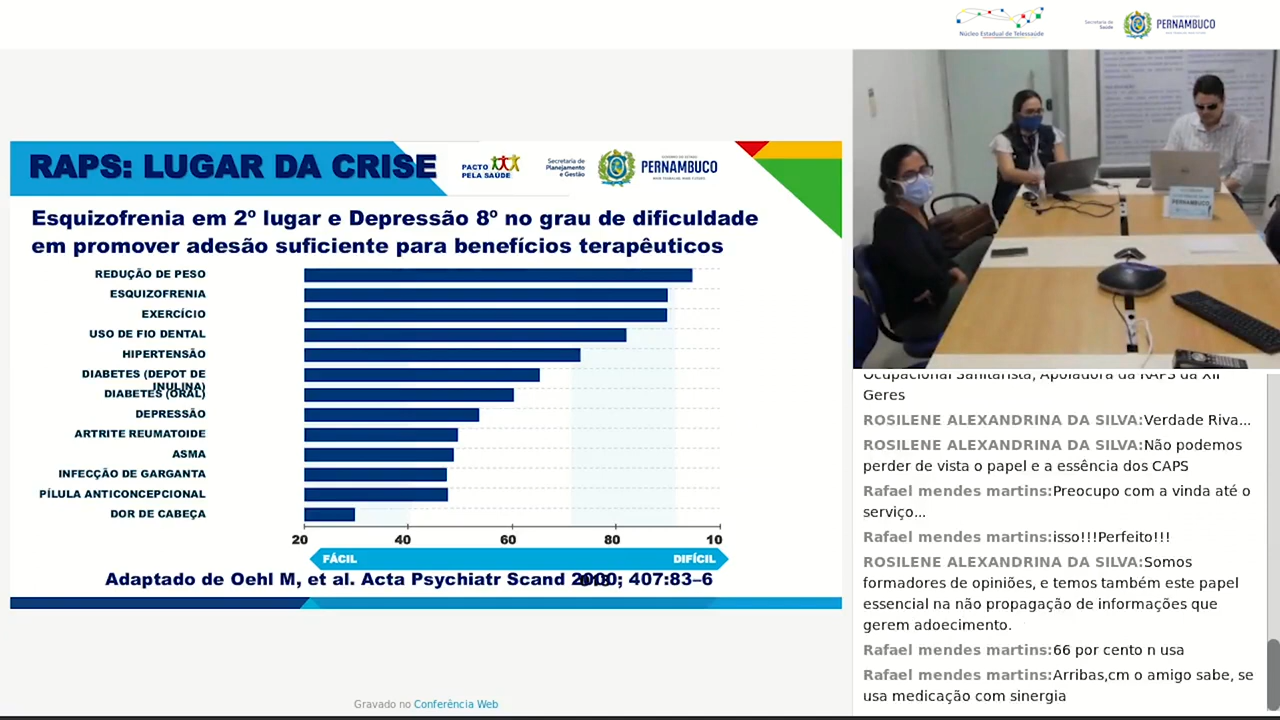 Núcleo Estadual de Telessaúde
Secretaria de
Saúde
PERNAMBUCO
RAPS: LUGAR DA CRISE
PACTO
PELA SAÚDE
Secretaria de
Planejamento
e Gestão
PERNAMBUCO
Esquizofrenia em 2º lugar e Depressão 8º no grau de dificuldade
em promover adesão suficiente para benefícios terapêuticos
REDUÇÃO DE PESO
ESQUIZOFRENIA
EXERCÍCIO
USO DE FIO DENTAL
HIPERTENSÃO
DIABETES (DEPOT DE
INULINA)
DIABETES (ORAL)
DEPRESSÃO
ARTRITE REUMATOIDE
ASMA
INFECÇÃO DE GARGANTA
PÍLULA ANTICONCEPCIONAL
DOR DE CABEÇA
20 40 60 80 10
FÁCIL DIFÍCIL
Adaptado de Oehl M, et al. Acta Psychiatr Scand 2000; 407:83–6
Gravado no Conferência Web
PERNAMBUCO
Ocupacional Sanitarista, Apoiadora da RAPS da XII
Geres
ROSILENE ALEXANDRINA DA SILVA:Verdade Riva...
ROSILENE ALEXANDRINA DA SILVA:Não podemos
perder de vista o papel e a essência dos CAPS
Rafael mendes martins:Preocupo com a vinda até o
serviço...
Rafael mendes martins:isso!!!Perfeito!!!
ROSILENE ALEXANDRINA DA SILVA:Somos
formadores de opiniões, e temos também este papel
essencial na não propagação de informações que
gerem adoecimento.
Rafael mendes martins:66 por cento n usa
Rafael mendes martins:Arribas,cm o amigo sabe, se
usa medicação com sinergia